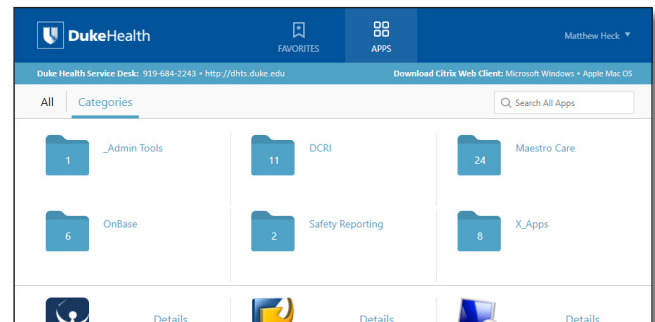 DukeHealth
FAVORITES
APPS
Matthew Heck
Duke Health Service Desk: 919-684-2243 • http://dhts.duke.edu
Download Citrix Web Client: Microsoft Windows • Apple Mac OS
All
Categories
Search All Apps
1
_Admin Tools
11
DCRI
24
Maestro Care
6
OnBase
2
Safety Reporting
8
X_Apps
Details
Details
Details